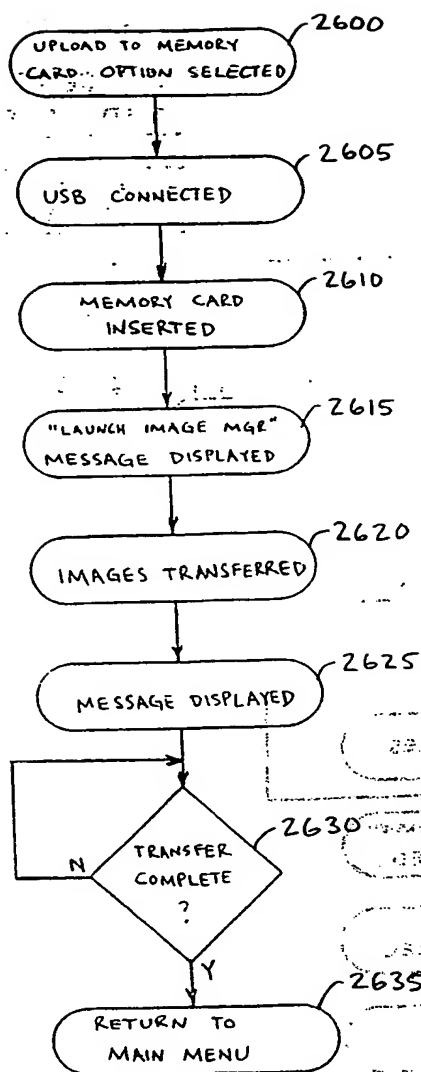 2600
UPLOAD TO MEMORY
CARD OPTION SELECTED
2605
USB CONNECTED
2610
MEMORY CARD
INSERTED
2615
"LAUNCH IMAGE MGR"
MESSAGE DISPLAYED
2620
IMAGES TRANSFERRED
2625
MESSAGE DISPLAYED
2630
TRANSFER
COMPLETE
?
N
Y
2635
RETURN TO
MAIN MENU